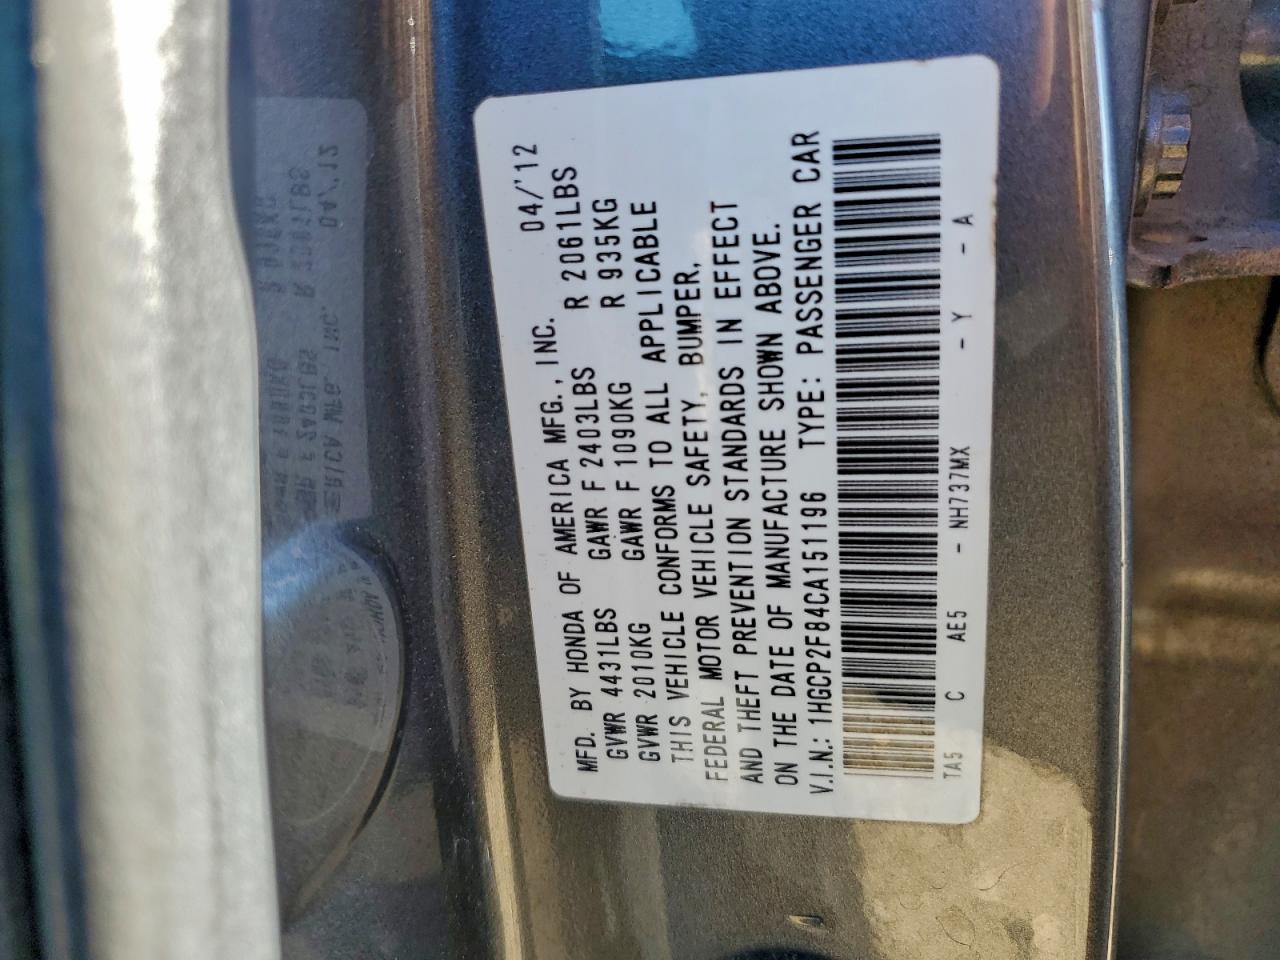 MFD. BY HONDA OF AMERICA MFG., INC. 04/'12
GVWR 4431LBS GAWR F 2403LBS R 2061LBS
GVWR 2010KG GAWR F 1090KG R 935KG
THIS VEHICLE CONFORMS TO ALL APPLICABLE
FEDERAL MOTOR VEHICLE SAFETY, BUMPER,
AND THEFT PREVENTION STANDARDS IN EFFECT
ON THE DATE OF MANUFACTURE SHOWN ABOVE.
V.I.N.: 1HGCP2F84CA151196 TYPE: PASSENGER CAR
TA5 C AE5 - NH737MX - Y - A